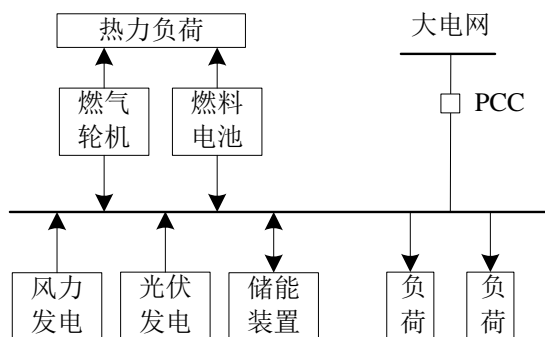 热力负荷
大电网
燃气
轮机
燃料
电池
PCC
风力
发电
光伏
发电
储能
装置
负
荷
负
荷